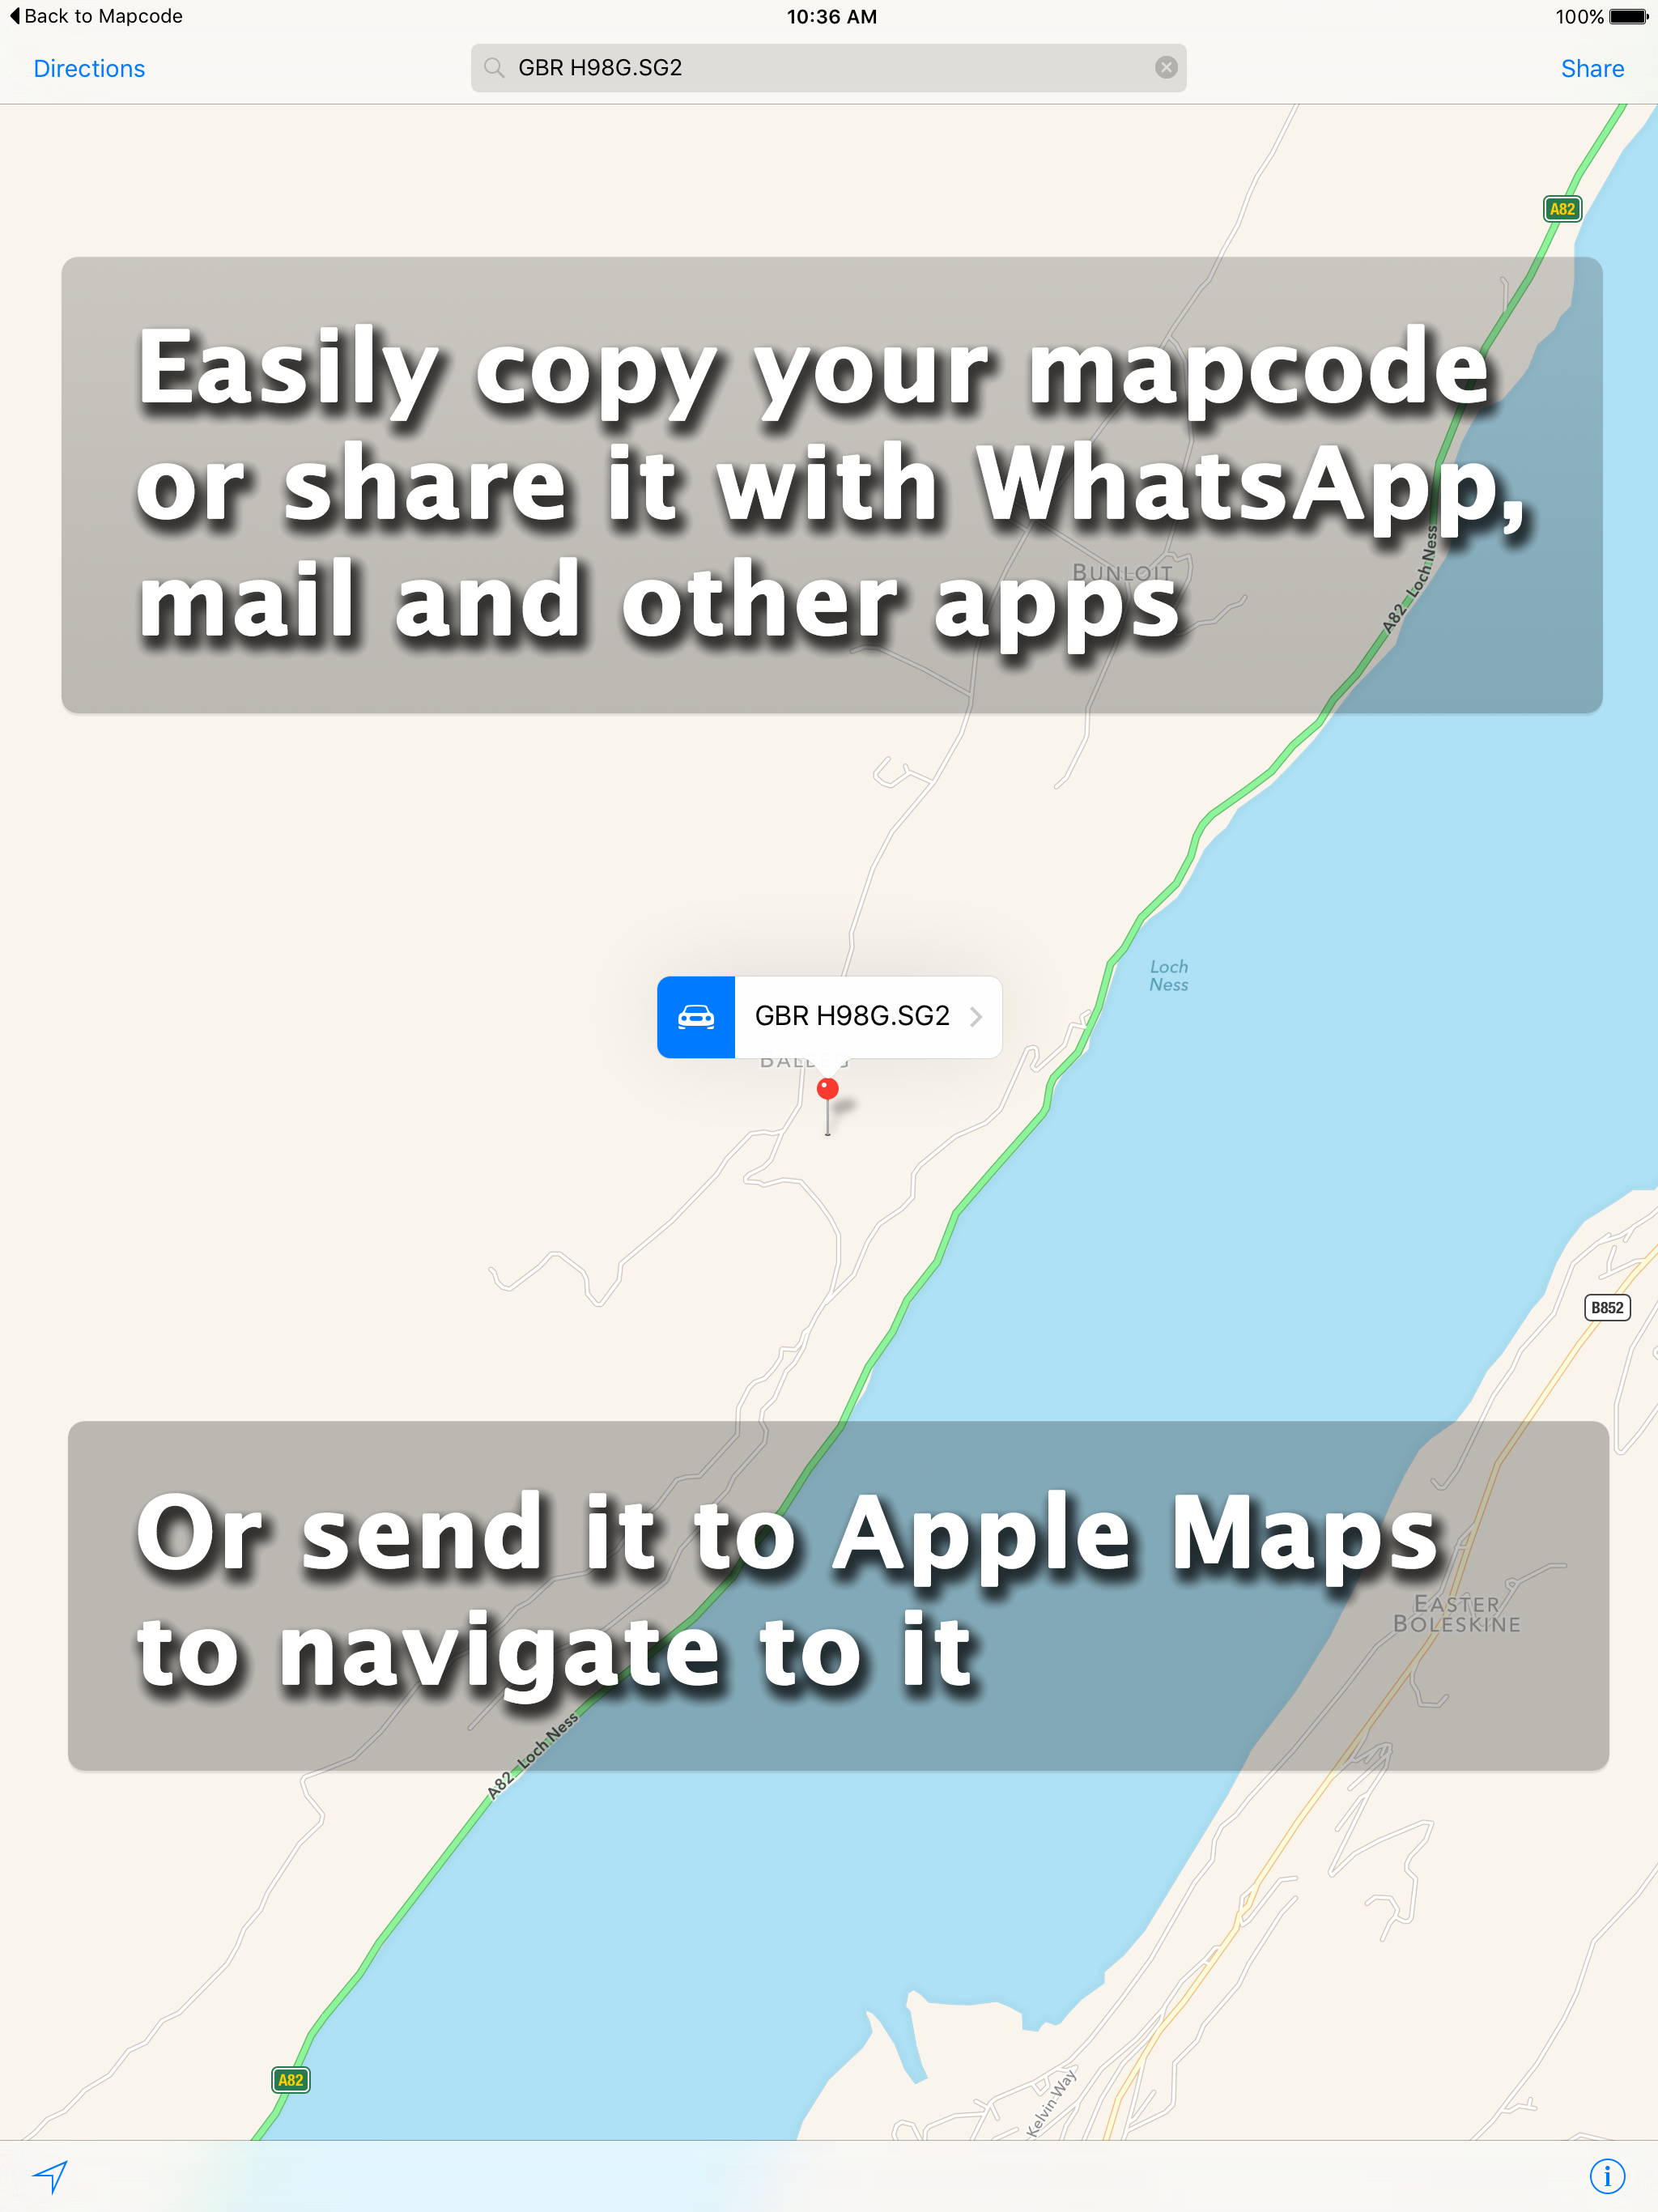 Back to Mapcode
10:36 AM
100%
Directions
GBR H98G.SG2
Share
A82
Easily copy your mapcode
or share it with WhatsApp,
mail and other apps
BUNLOIT
A82 Loch Ness
Loch
Ness
GBR H98G.SG2
B852
Or send it to Apple Maps
to navigate to it
EASTER
BOLESKINE
A82 Loch Ness
A82
Kelvin Way